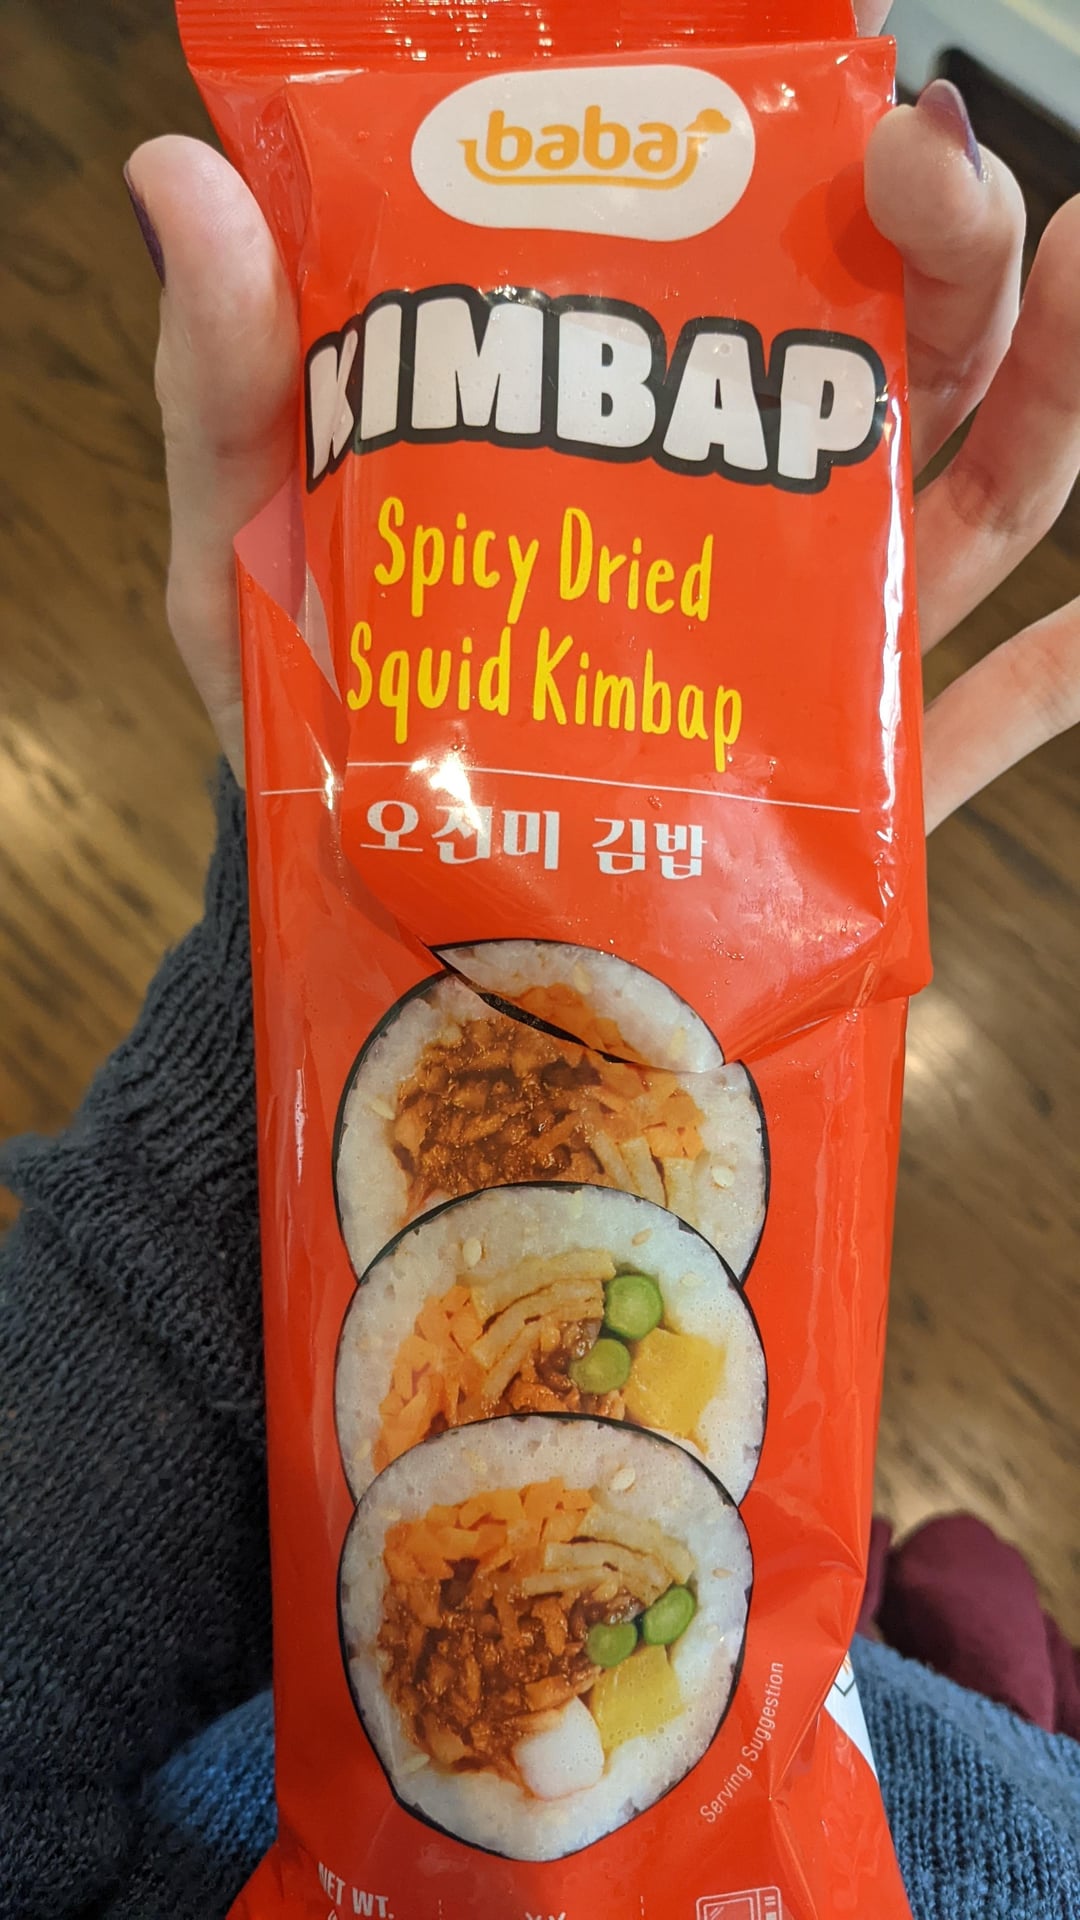 baba
KIMBAP
Spicy Dried
Squid Kimbap
오진미 김밥
Serving Suggestion
NET WT.